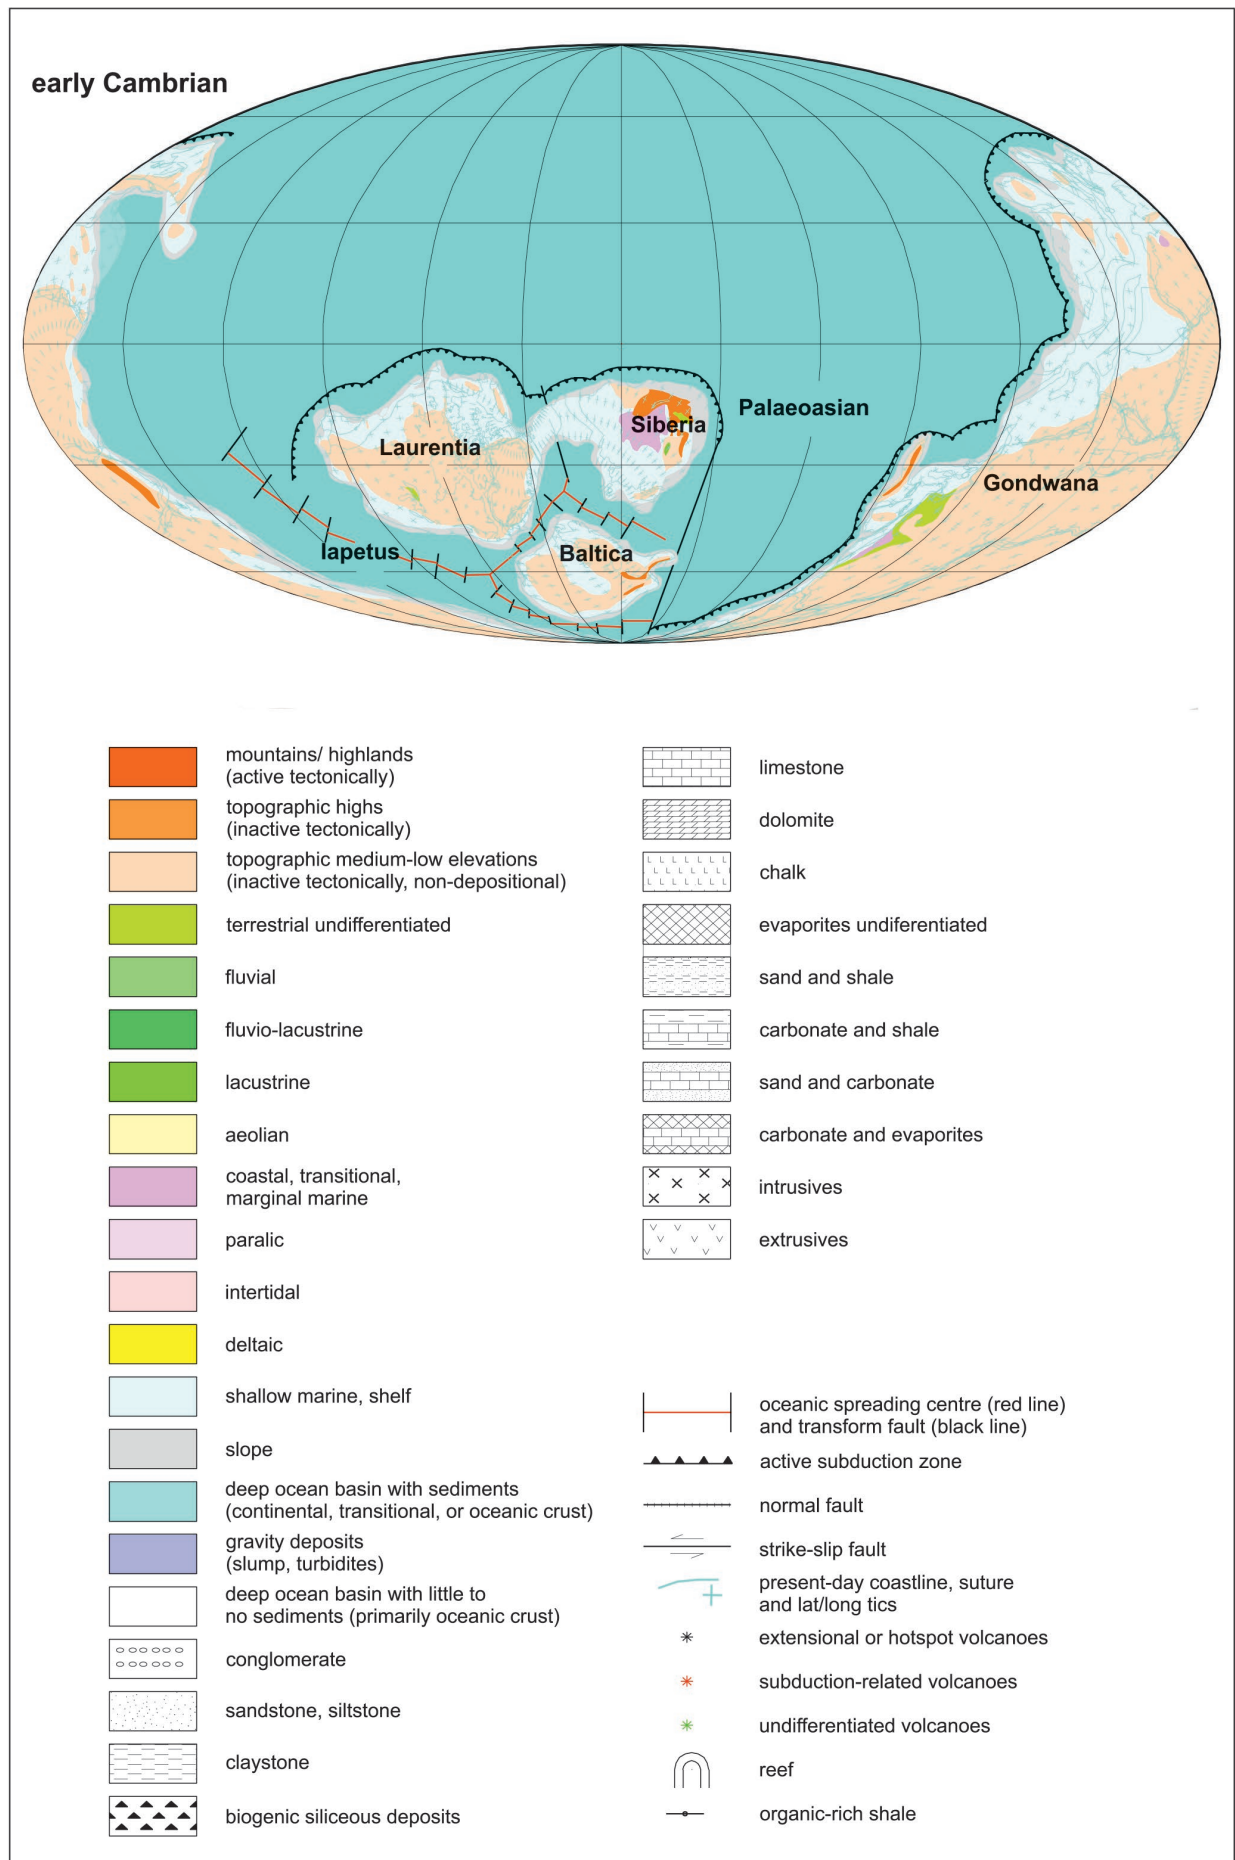 early Cambrian
Palaeoasian
Siberia
Laurentia
Gondwana
Iapetus
Baltica
mountains/ highlands
(active tectonically)
topographic highs
(inactive tectonically)
topographic medium-low elevations
(inactive tectonically, non-depositional)
terrestrial undifferentiated
fluvial
fluvio-lacustrine
lacustrine
aeolian
coastal, transitional,
marginal marine
paralic
intertidal
deltaic
shallow marine, shelf
slope
deep ocean basin with sediments
(continental, transitional, or oceanic crust)
gravity deposits
(slump, turbidites)
deep ocean basin with little to
no sediments (primarily oceanic crust)
conglomerate
sandstone, siltstone
claystone
biogenic siliceous deposits
limestone
dolomite
chalk
evaporites undiferentiated
sand and shale
carbonate and shale
sand and carbonate
carbonate and evaporites
intrusives
extrusives
oceanic spreading centre (red line)
and transform fault (black line)
active subduction zone
normal fault
strike-slip fault
present-day coastline, suture
and lat/long tics
extensional or hotspot volcanoes
subduction-related volcanoes
undifferentiated volcanoes
reef
organic-rich shale